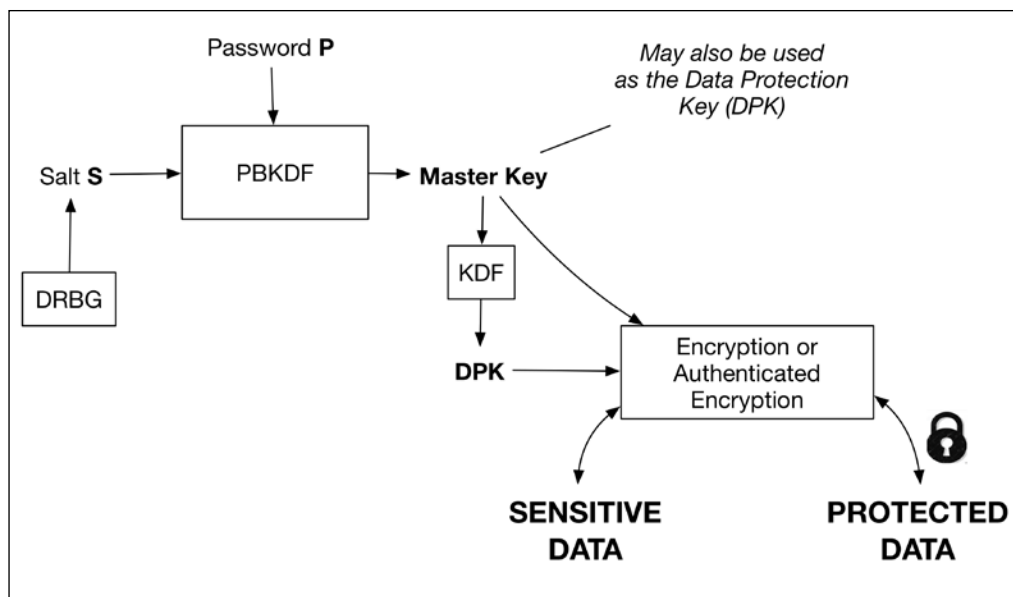 Password P
May also be used
as the Data Protection
Key (DPK)
Salt S
PBKDF
Master Key
DRBG
KDF
DPK
Encryption or
Authenticated
Encryption
SENSITIVE
DATA
PROTECTED
DATA